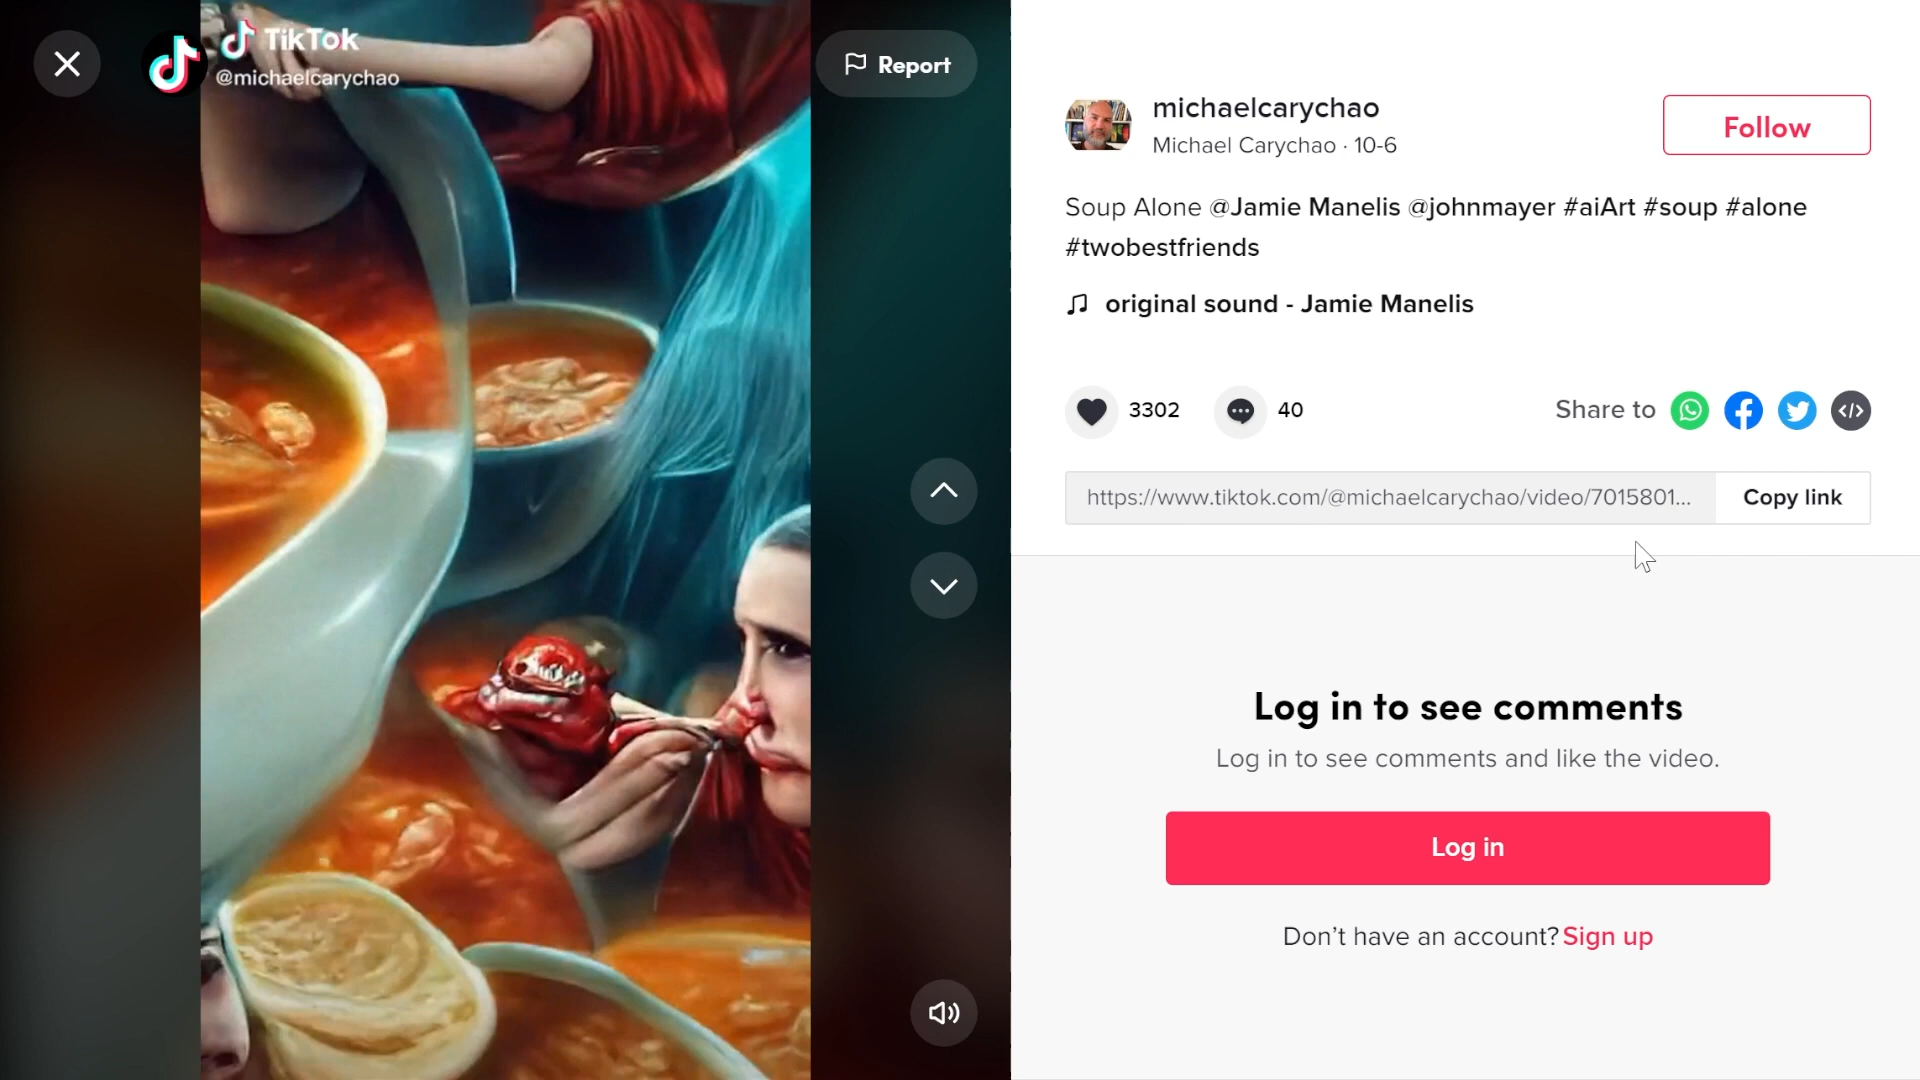 TikTok
@michaelcarychao
Report
michaelcarychao
Michael Carychao · 10-6
Follow
Soup Alone @Jamie Manelis @johnmayer #aiArt #soup #alone
#twobestfriends
original sound - Jamie Manelis
3302
40
Share to
https://www.tiktok.com/@michaelcarychao/video/7015801...
Copy link
Log in to see comments
Log in to see comments and like the video.
Log in
Don’t have an account? Sign up